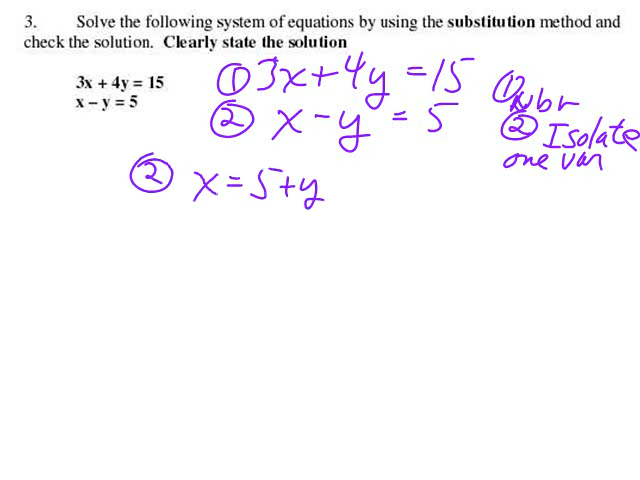 3. Solve the following system of equations by using the substitution method and
check the solution. Clearly state the solution
3x + 4y = 15
x – y = 5
① 3x + 4y = 15
② x - y = 5
①
② Isolate
one var
② x = 5 + y